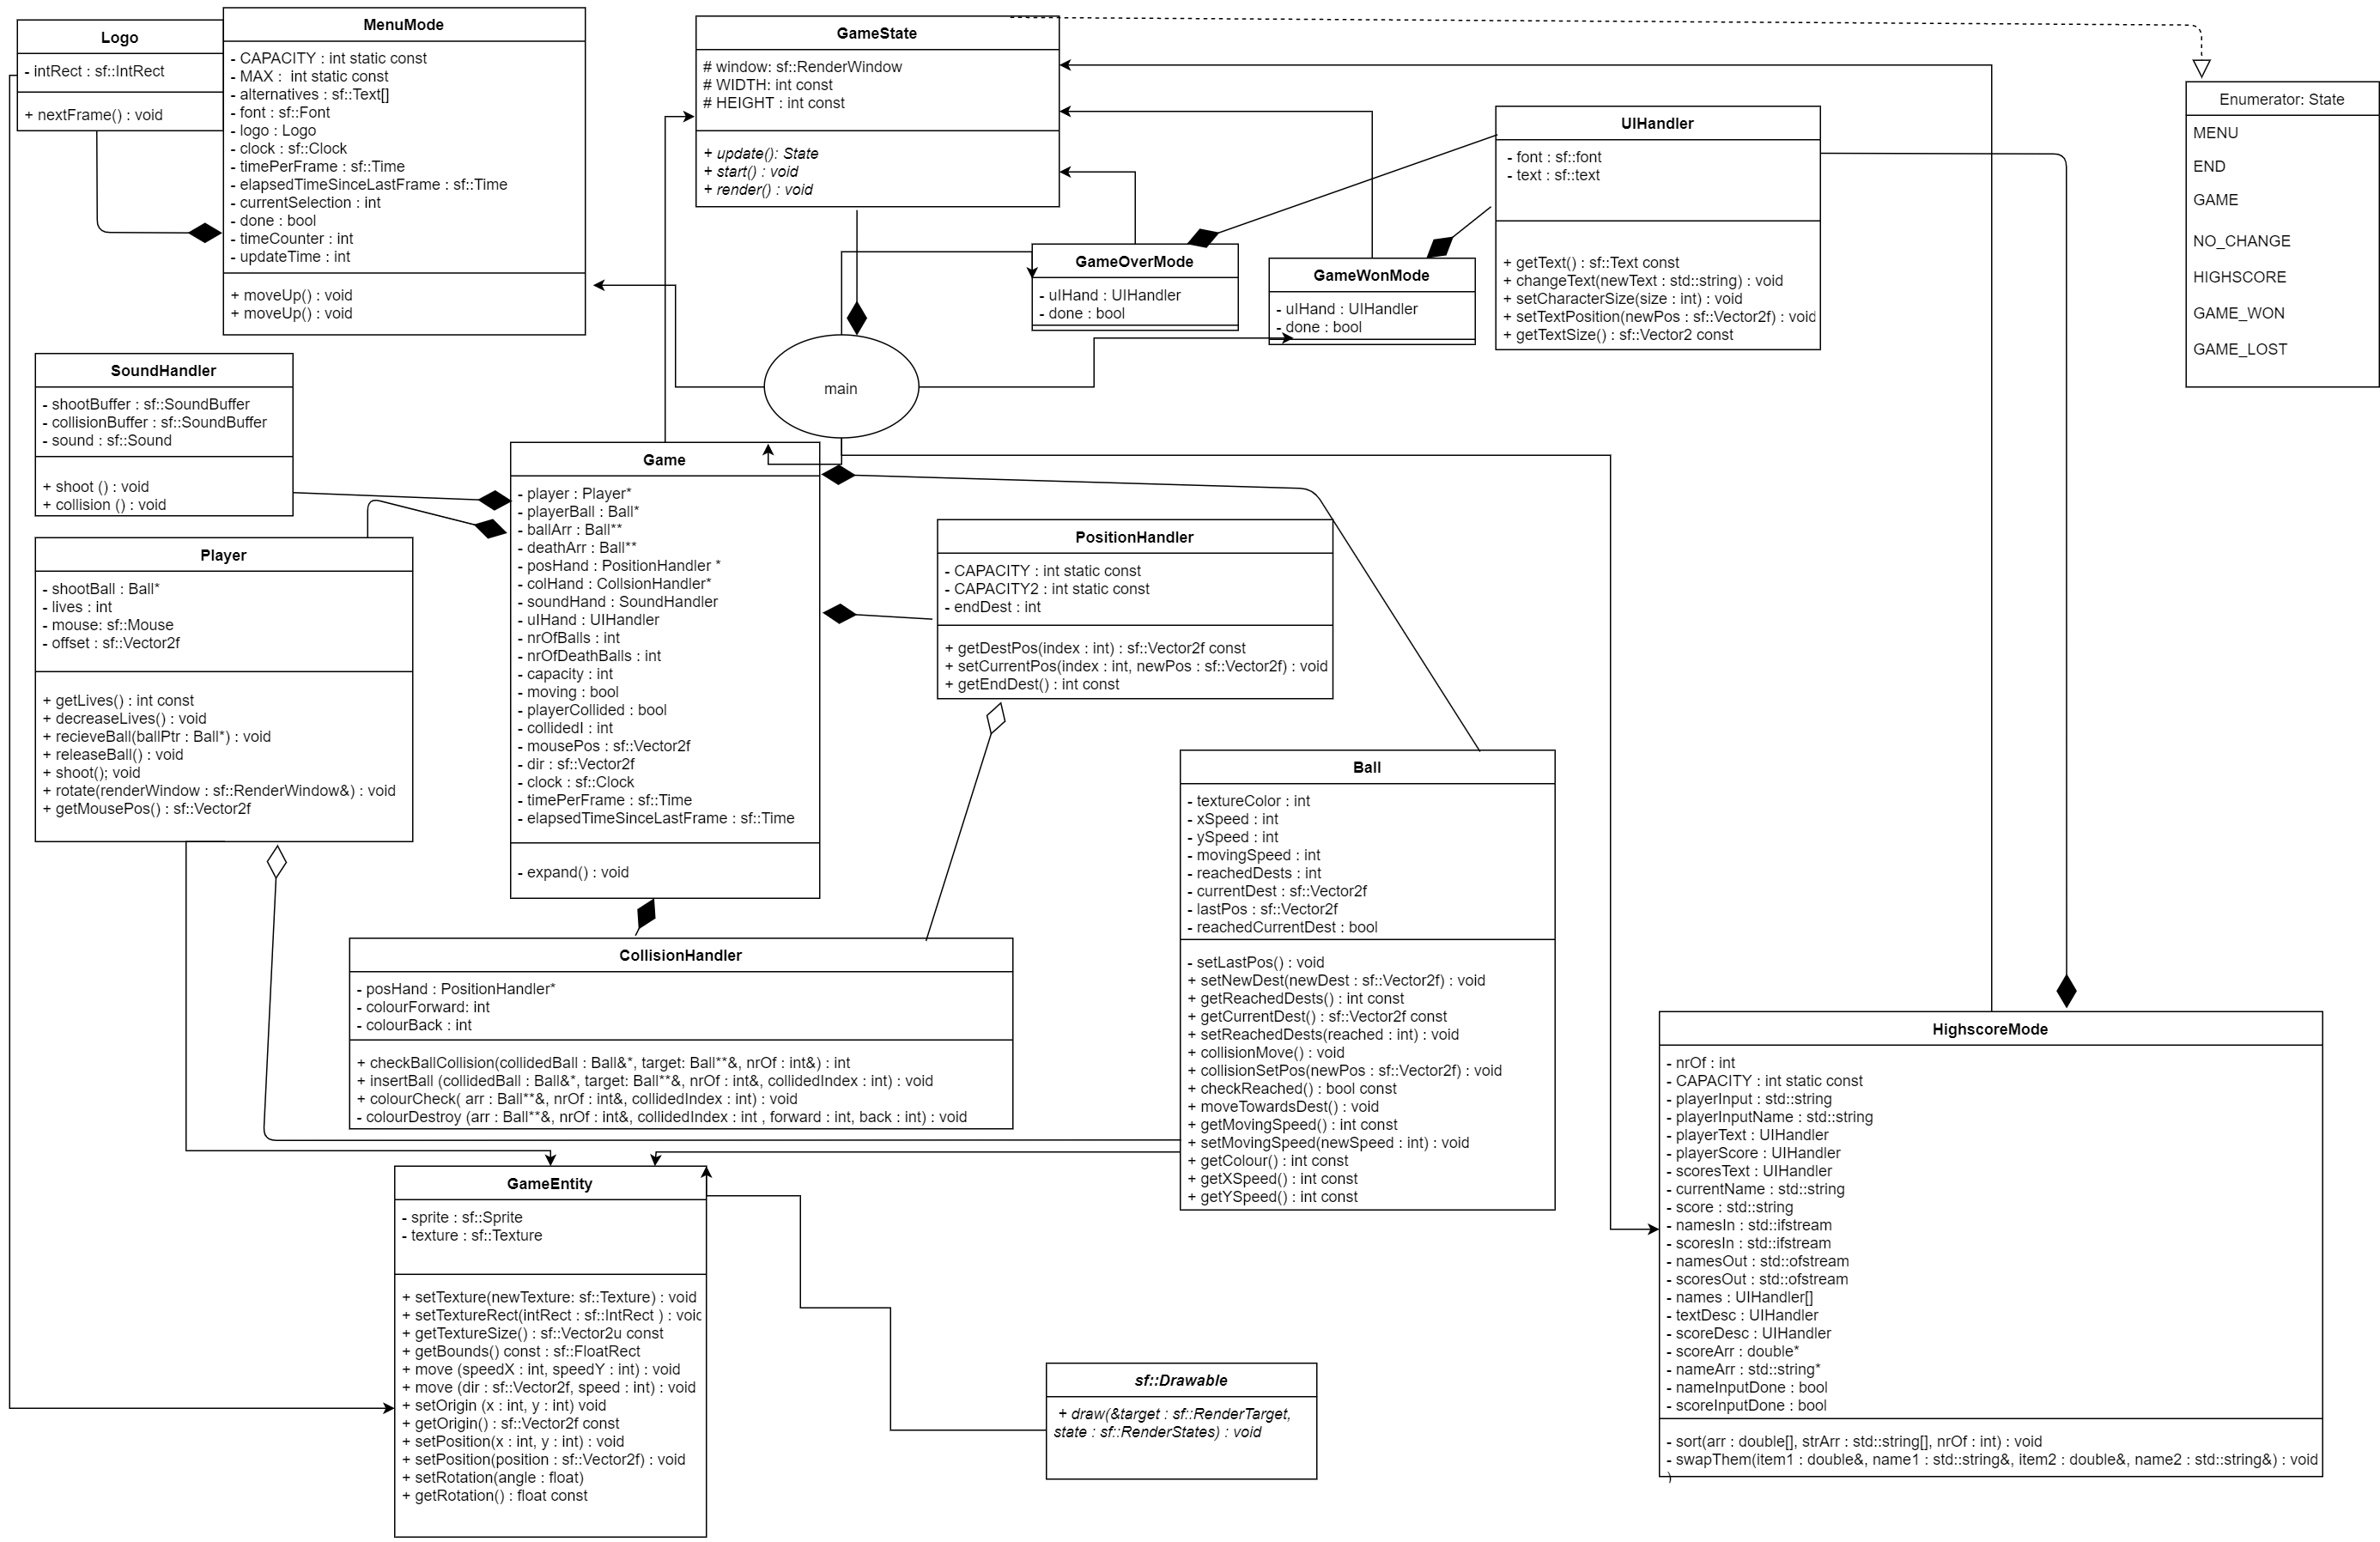 Logo
- intRect : sf::IntRect
+ nextFrame() : void
MenuMode
- CAPACITY : int static const
- MAX :  int static const
- alternatives : sf::Text[]
- font : sf::Font
- logo : Logo
- clock : sf::Clock
- timePerFrame : sf::Time
- elapsedTimeSinceLastFrame : sf::Time
- currentSelection : int
- done : bool
- timeCounter : int
- updateTime : int
+ moveUp() : void
+ moveUp() : void
GameState
# window: sf::RenderWindow
# WIDTH: int const
# HEIGHT : int const
+ update(): State
+ start() : void
+ render() : void
UIHandler
- font : sf::font
- text : sf::text
+ getText() : sf::Text const
+ changeText(newText : std::string) : void
+ setCharacterSize(size : int) : void
+ setTextPosition(newPos : sf::Vector2f) : void
+ getTextSize() : sf::Vector2 const
Enumerator: State
MENU
END
GAME
NO_CHANGE
HIGHSCORE
GAME_WON
GAME_LOST
GameOverMode
- uIHand : UIHandler
- done : bool
GameWonMode
- uIHand : UIHandler
- done : bool
main
SoundHandler
- shootBuffer : sf::SoundBuffer
- collisionBuffer : sf::SoundBuffer
- sound : sf::Sound
+ shoot () : void
+ collision () : void
Player
- shootBall : Ball*
- lives : int
- mouse: sf::Mouse
- offset : sf::Vector2f
+ getLives() : int const
+ decreaseLives() : void
+ recieveBall(ballPtr : Ball*) : void
+ releaseBall() : void
+ shoot(); void
+ rotate(renderWindow : sf::RenderWindow&) : void
+ getMousePos() : sf::Vector2f
Game
- player : Player*
- playerBall : Ball*
- ballArr : Ball**
- deathArr : Ball**
- posHand : PositionHandler *
- colHand : CollsionHandler*
- soundHand : SoundHandler
- uIHand : UIHandler
- nrOfBalls : int
- nrOfDeathBalls : int
- capacity : int
- moving : bool
- playerCollided : bool
- collidedI : int
- mousePos : sf::Vector2f
- dir : sf::Vector2f
- clock : sf::Clock
- timePerFrame : sf::Time
- elapsedTimeSinceLastFrame : sf::Time
- expand() : void
PositionHandler
- CAPACITY : int static const
- CAPACITY2 : int static const
- endDest : int
+ getDestPos(index : int) : sf::Vector2f const
+ setCurrentPos(index : int, newPos : sf::Vector2f) : void
+ getEndDest() : int const
Ball
- textureColor : int
- xSpeed : int
- ySpeed : int
- movingSpeed : int
- reachedDests : int
- currentDest : sf::Vector2f
- lastPos : sf::Vector2f
- reachedCurrentDest : bool
- setLastPos() : void
+ setNewDest(newDest : sf::Vector2f) : void
+ getReachedDests() : int const
+ getCurrentDest() : sf::Vector2f const
+ setReachedDests(reached : int) : void
+ collisionMove() : void
+ collisionSetPos(newPos : sf::Vector2f) : void
+ checkReached() : bool const
+ moveTowardsDest() : void
+ getMovingSpeed() : int const
+ setMovingSpeed(newSpeed : int) : void
+ getColour() : int const
+ getXSpeed() : int const
+ getYSpeed() : int const
CollisionHandler
- posHand : PositionHandler*
- colourForward: int
- colourBack : int
+ checkBallCollision(collidedBall : Ball&*, target: Ball**&, nrOf : int&) : int
+ insertBall (collidedBall : Ball&*, target: Ball**&, nrOf : int&, collidedIndex : int) : void
+ colourCheck( arr : Ball**&, nrOf : int&, collidedIndex : int) : void
- colourDestroy (arr : Ball**&, nrOf : int&, collidedIndex : int , forward : int, back : int) : void
GameEntity
- sprite : sf::Sprite
- texture : sf::Texture
+ setTexture(newTexture: sf::Texture) : void
+ setTextureRect(intRect : sf::IntRect ) : void
+ getTextureSize() : sf::Vector2u const
+ getBounds() const : sf::FloatRect
+ move (speedX : int, speedY : int) : void
+ move (dir : sf::Vector2f, speed : int) : void
+ setOrigin (x : int, y : int) void
+ getOrigin() : sf::Vector2f const
+ setPosition(x : int, y : int) : void
+ setPosition(position : sf::Vector2f) : void
+ setRotation(angle : float)
+ getRotation() : float const
sf::Drawable
+ draw(&target : sf::RenderTarget,
state : sf::RenderStates) : void
HighscoreMode
- nrOf : int
- CAPACITY : int static const
- playerInput : std::string
- playerInputName : std::string
- playerText : UIHandler
- playerScore : UIHandler
- scoresText : UIHandler
- currentName : std::string
- score : std::string
- namesIn : std::ifstream
- scoresIn : std::ifstream
- namesOut : std::ofstream
- scoresOut : std::ofstream
- names : UIHandler[]
- textDesc : UIHandler
- scoreDesc : UIHandler
- scoreArr : double*
- nameArr : std::string*
- nameInputDone : bool
- scoreInputDone : bool
- sort(arr : double[], strArr : std::string[], nrOf : int) : void
- swapThem(item1 : double&, name1 : std::string&, item2 : double&, name2 : std::string&) : void
)